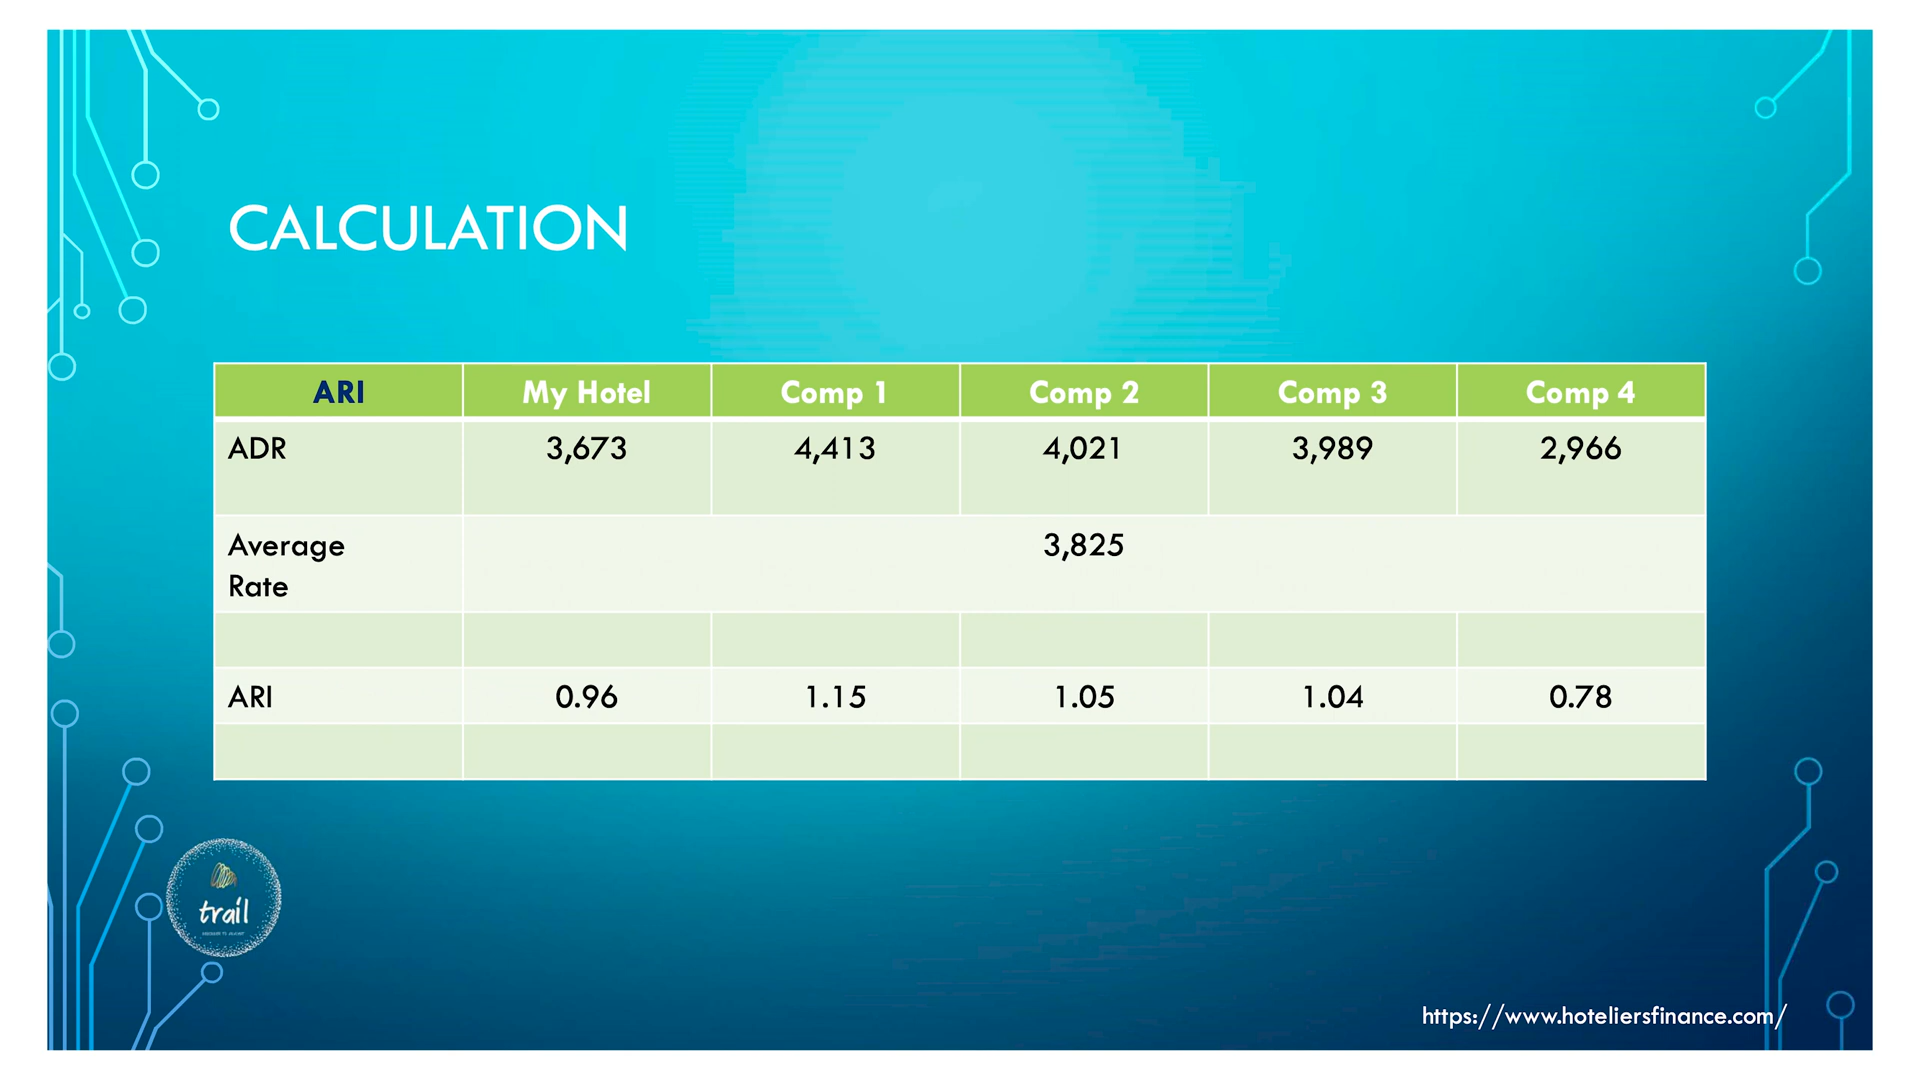 CALCULATION
ARI My Hotel Comp 1 Comp 2 Comp 3 Comp 4
ADR 3,673 4,413 4,021 3,989 2,966
Average 3,825
Rate
ARI 0.96 1.15 1.05 1.04 0.78
trail
https://www.hoteliersfinance.com/